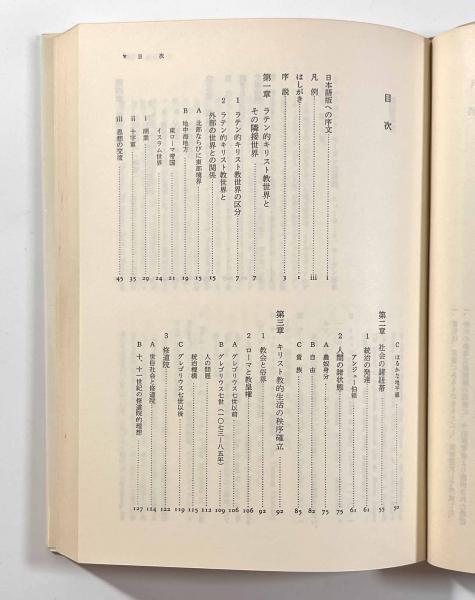 目次
日本語版への序文 i
凡例 iii
はしがき 1
序説 3
第一章 ラテン的キリスト教世界と
その隣接世界 7
1 ラテン的キリスト教世界の区分 7
2 ラテン的キリスト教世界と
外部の世界との関係 15
A 北部ならびに東部境界 15
B 地中海地方 19
東ローマ帝国 21
イスラム世界 24
i 商業 29
ii 十字軍 35
iii 思想の交流 45
v 目次
C はるかな地平線 50
第二章 社会の諸紐帯 55
1 統治の発達 61
アンジュー伯領 61
2 人間の諸状態 75
A 農奴身分 75
B 自由 82
C 貴族 85
第三章 キリスト教的生活の秩序確立 92
1 教会と俗界 92
2 ローマと教皇権 106
A グレゴリウス七世以前 106
B グレゴリウス七世(一〇七三-八五年) 109
人の問題 112
統治機構 115
C グレゴリウス七世以後 119
3 修道院 122
A 世俗社会と修道院 124
B 十、十一世紀の修道院的理想 127